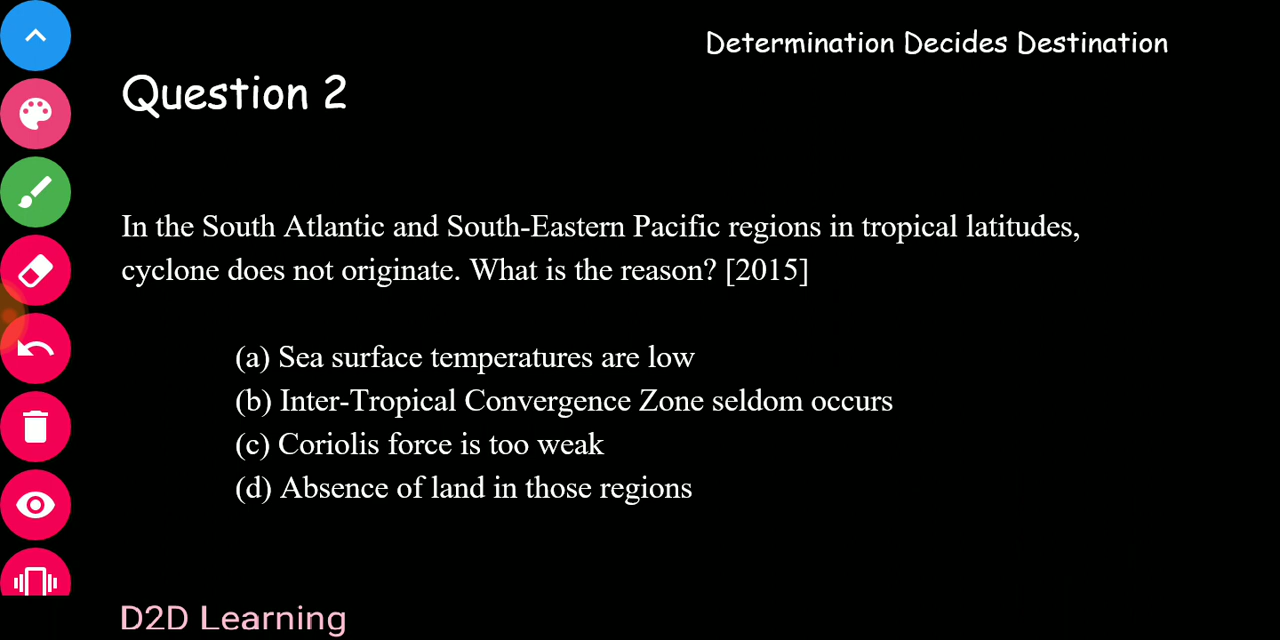 Determination Decides Destination
Question 2
In the South Atlantic and South-Eastern Pacific regions in tropical latitudes,
cyclone does not originate. What is the reason? [2015]
(a) Sea surface temperatures are low
(b) Inter-Tropical Convergence Zone seldom occurs
(c) Coriolis force is too weak
(d) Absence of land in those regions
D2D Learning